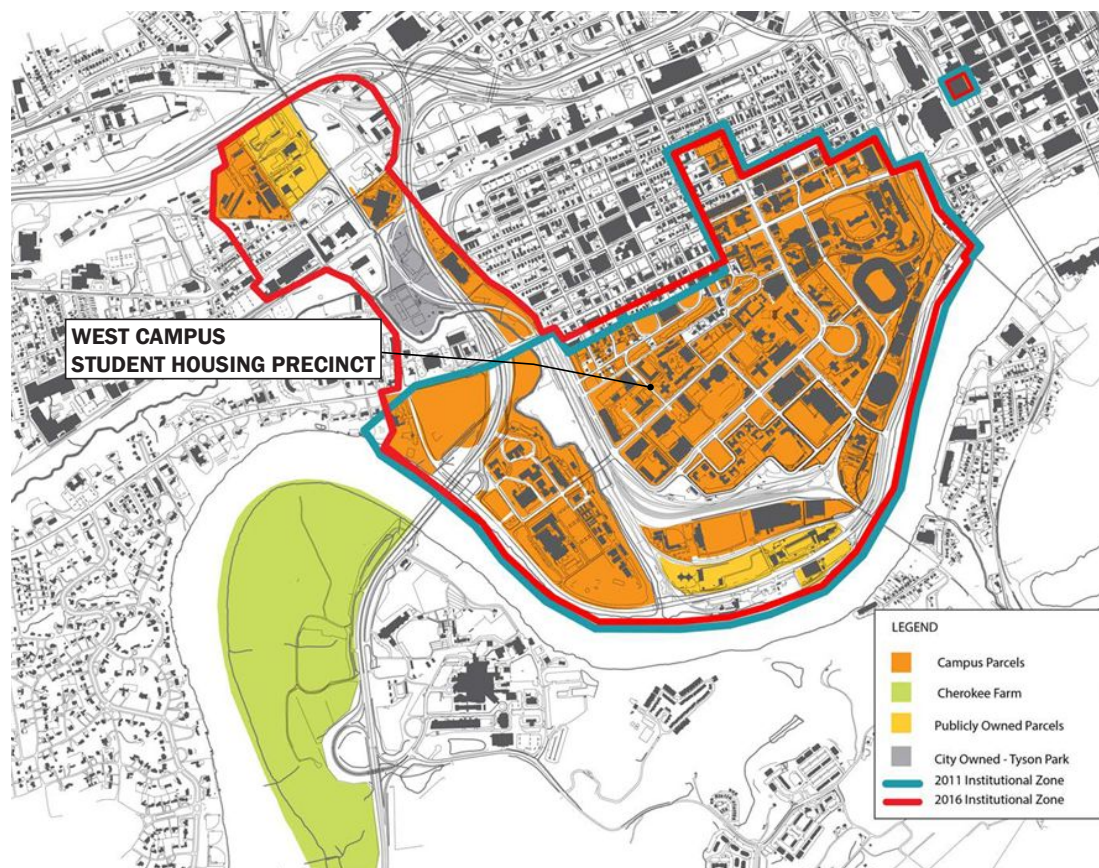 WEST CAMPUS
STUDENT HOUSING PRECINCT
LEGEND
Campus Parcels
Cherokee Farm
Publicly Owned Parcels
City Owned - Tyson Park
2011 Institutional Zone
2016 Institutional Zone